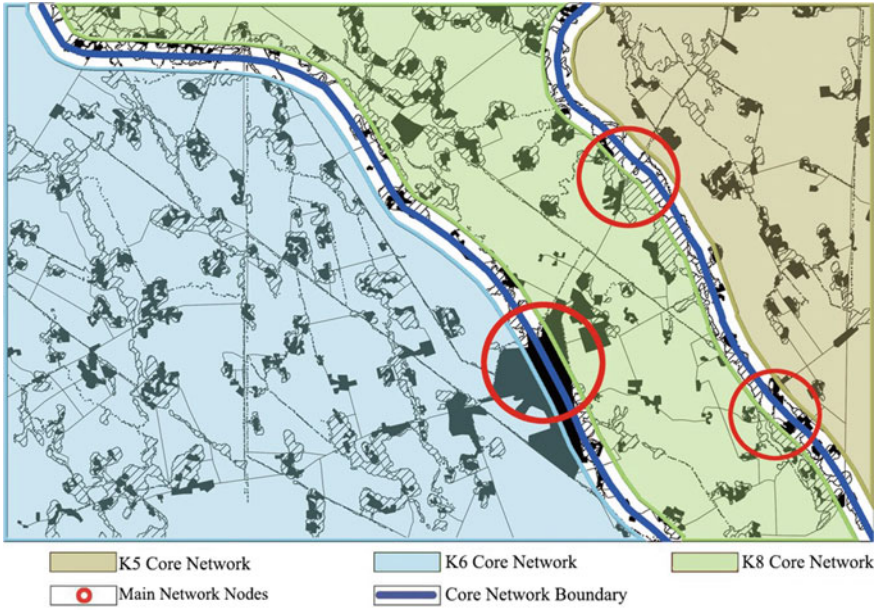 K5 Core Network
K6 Core Network
K8 Core Network
Main Network Nodes
Core Network Boundary